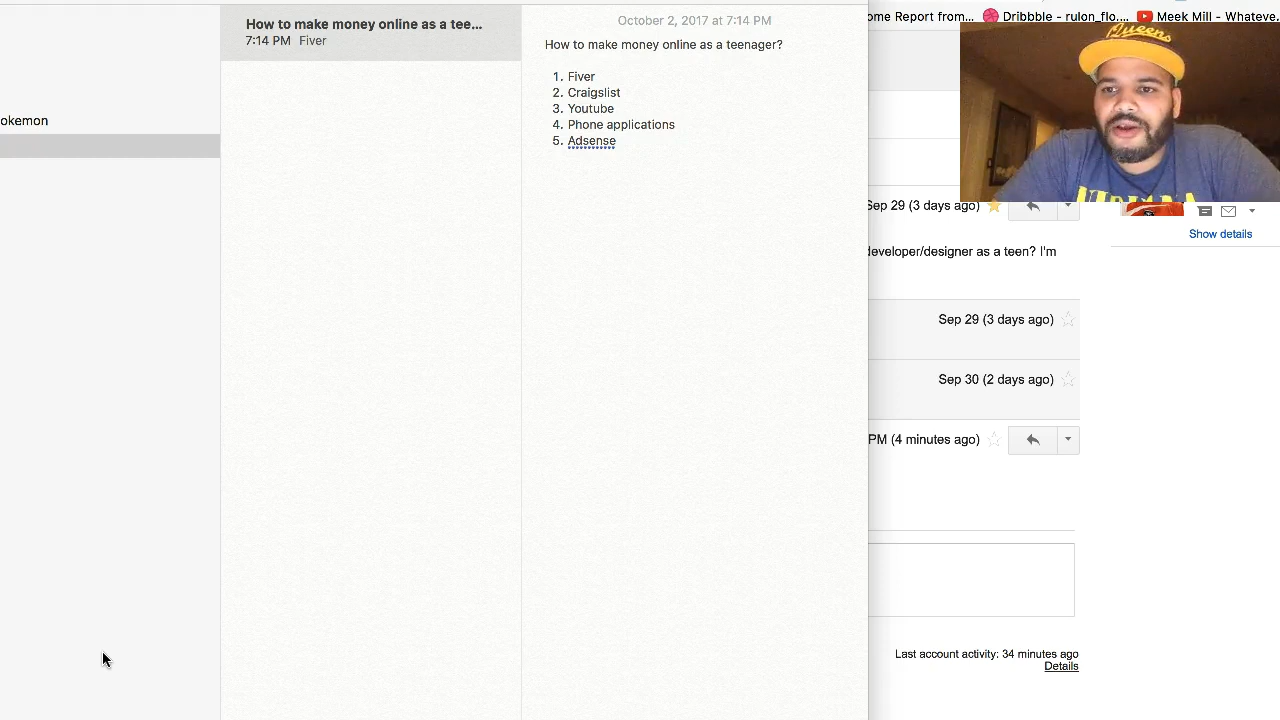 okemon
How to make money online as a tee...
7:14 PM Fiver
October 2, 2017 at 7:14 PM
How to make money online as a teenager?
1. Fiver
2. Craigslist
3. Youtube
4. Phone applications
5. Adsense
ome Report from...
Dribbble - rulon_flo....
Meek Mill - Whateve.
Queens
Sep 29 (3 days ago)
Show details
developer/designer as a teen? I'm
Sep 29 (3 days ago)
Sep 30 (2 days ago)
PM (4 minutes ago)
Last account activity: 34 minutes ago
Details